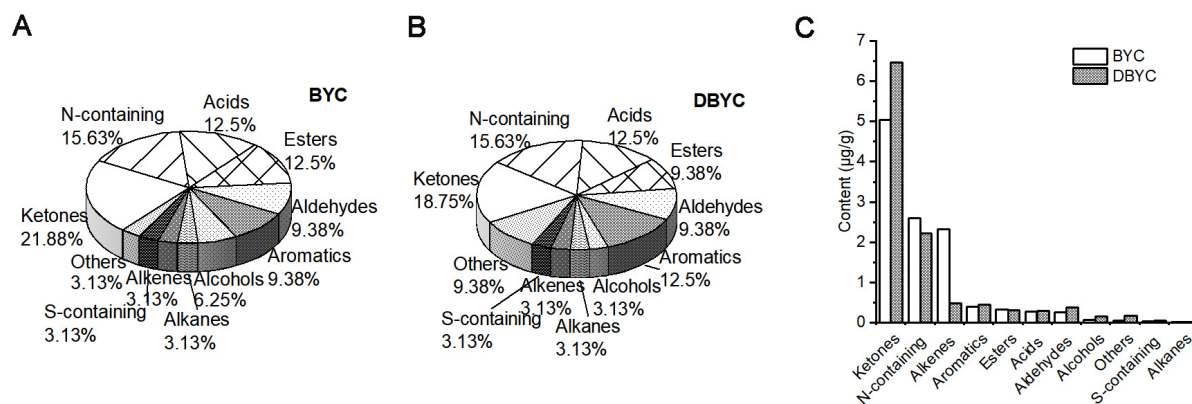 A
BYC
N-containing
15.63%
Acids
12.5%
Esters
12.5%
Aldehydes
9.38%
Aromatics
9.38%
Alcohols
6.25%
Alkanes
3.13%
Alkenes
3.13%
S-containing
3.13%
Others
3.13%
Ketones
21.88%
B
DBYC
N-containing
15.63%
Acids
12.5%
Esters
9.38%
Aldehydes
9.38%
Aromatics
12.5%
Alcohols
3.13%
Alkanes
3.13%
Alkenes
3.13%
S-containing
3.13%
Others
9.38%
Ketones
18.75%
C
BYC
DBYC
Content (µg/g)
7
6
5
4
3
2
1
0
Ketones
N-containing
Alkenes
Aromatics
Esters
Acids
Aldehydes
Alcohols
Others
S-containing
Alkanes